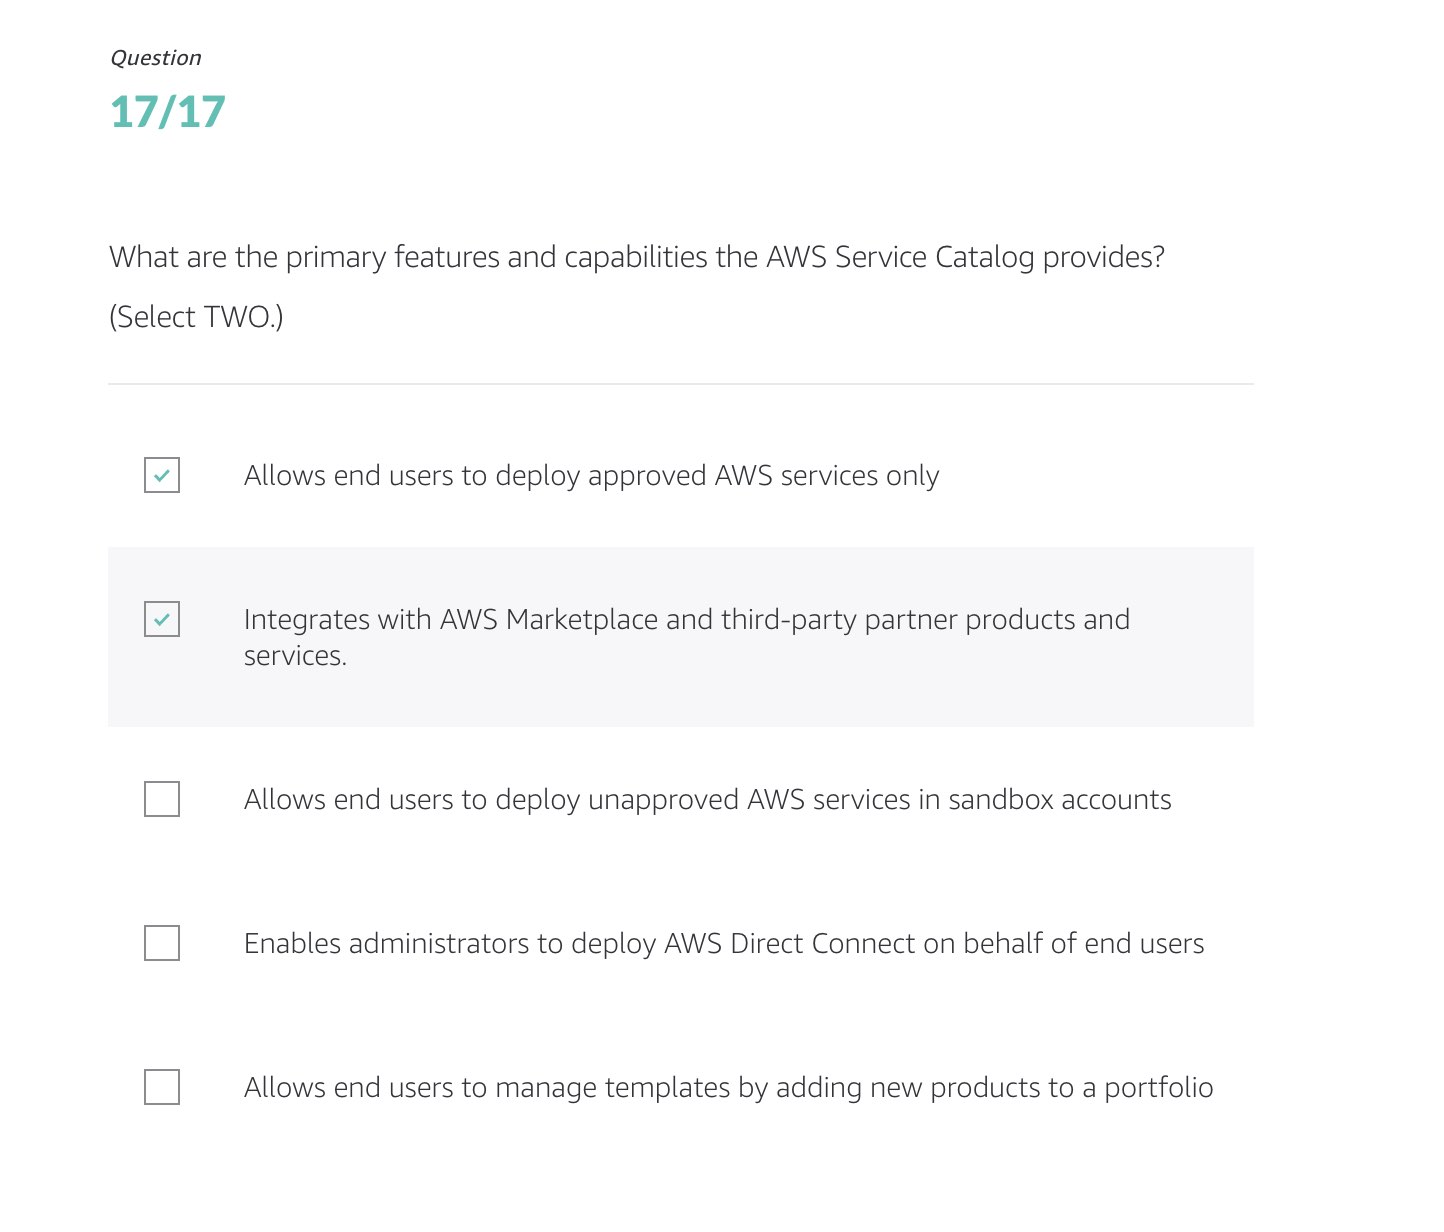 Question
17/17
What are the primary features and capabilities the AWS Service Catalog provides?
(Select TWO.)
Allows end users to deploy approved AWS services only
Integrates with AWS Marketplace and third-party partner products and
services.
Allows end users to deploy unapproved AWS services in sandbox accounts
Enables administrators to deploy AWS Direct Connect on behalf of end users
Allows end users to manage templates by adding new products to a portfolio